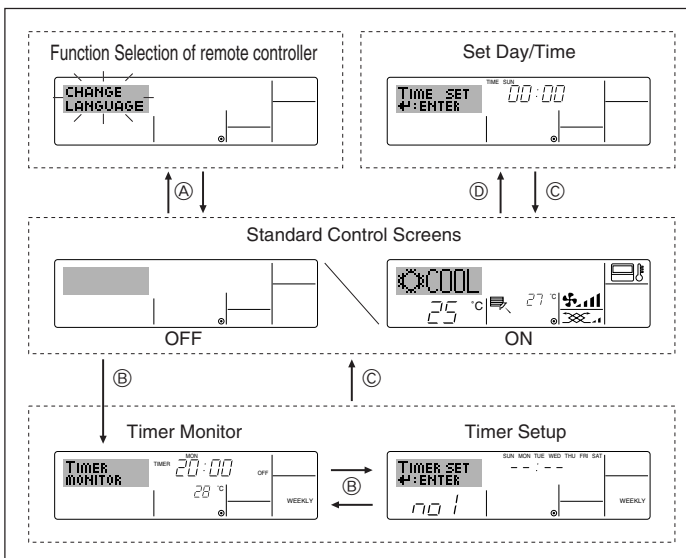 Function Selection of remote controller
CHANGE
LANGUAGE
Set Day/Time
TIME SUN
TIME SET
↵:ENTER
00:00
Ⓐ
Ⓓ
Ⓒ
Standard Control Screens
COOL
25 °C
27 °C
OFF
ON
Ⓑ
Ⓒ
Timer Monitor
MON
TIMER
MONITOR
TIMER 20:00 OFF
28 °C
WEEKLY
Ⓑ
Timer Setup
SUN MON TUE WED THU FRI SAT
TIMER SET
↵:ENTER
--:--
no 1
WEEKLY